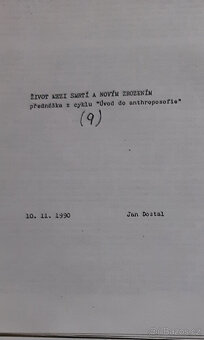 ŽIVOT MEZI SMRTÍ A NOVÝM ZROZENÍM
přednáška z cyklu "Úvod do anthroposofie"
(9)
10. 11. 1990 Jan Dostal